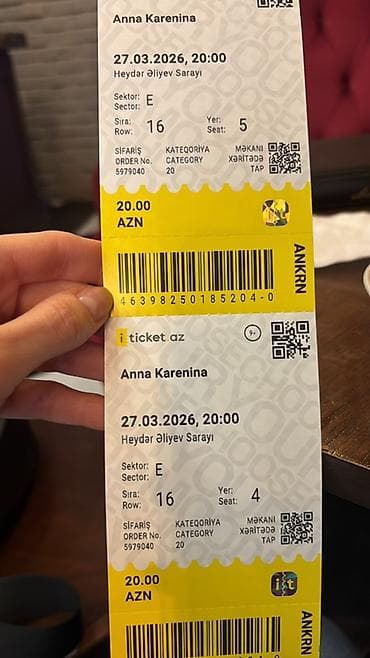 Anna Karenina
27.03.2026, 20:00
Heydər Əliyev Sarayı
Sektor: E
Sector:
Sıra: 16 Yer: 5
Row: Seat:
SİFARİŞ KATEQORİYA MƏKANI
ORDER No. CATEGORY XƏRİTƏDƏ
5979040 20 TAP
20.00
AZN
ANKRN
46398250185204-0
iticket.az 9+
Anna Karenina
27.03.2026, 20:00
Heydər Əliyev Sarayı
Sektor: E
Sector:
Sıra: 16 Yer: 4
Row: Seat:
SİFARİŞ KATEQORİYA MƏKANI
ORDER No. CATEGORY XƏRİTƏDƏ
5979040 20 TAP
20.00 it
AZN
ANKRN